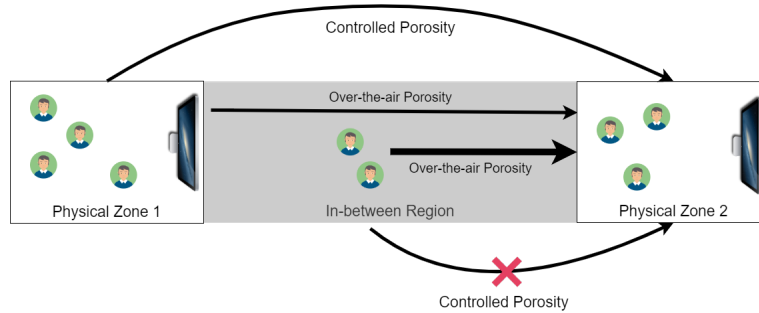 Controlled Porosity
Over-the-air Porosity
Over-the-air Porosity
Physical Zone 1
In-between Region
Physical Zone 2
Controlled Porosity